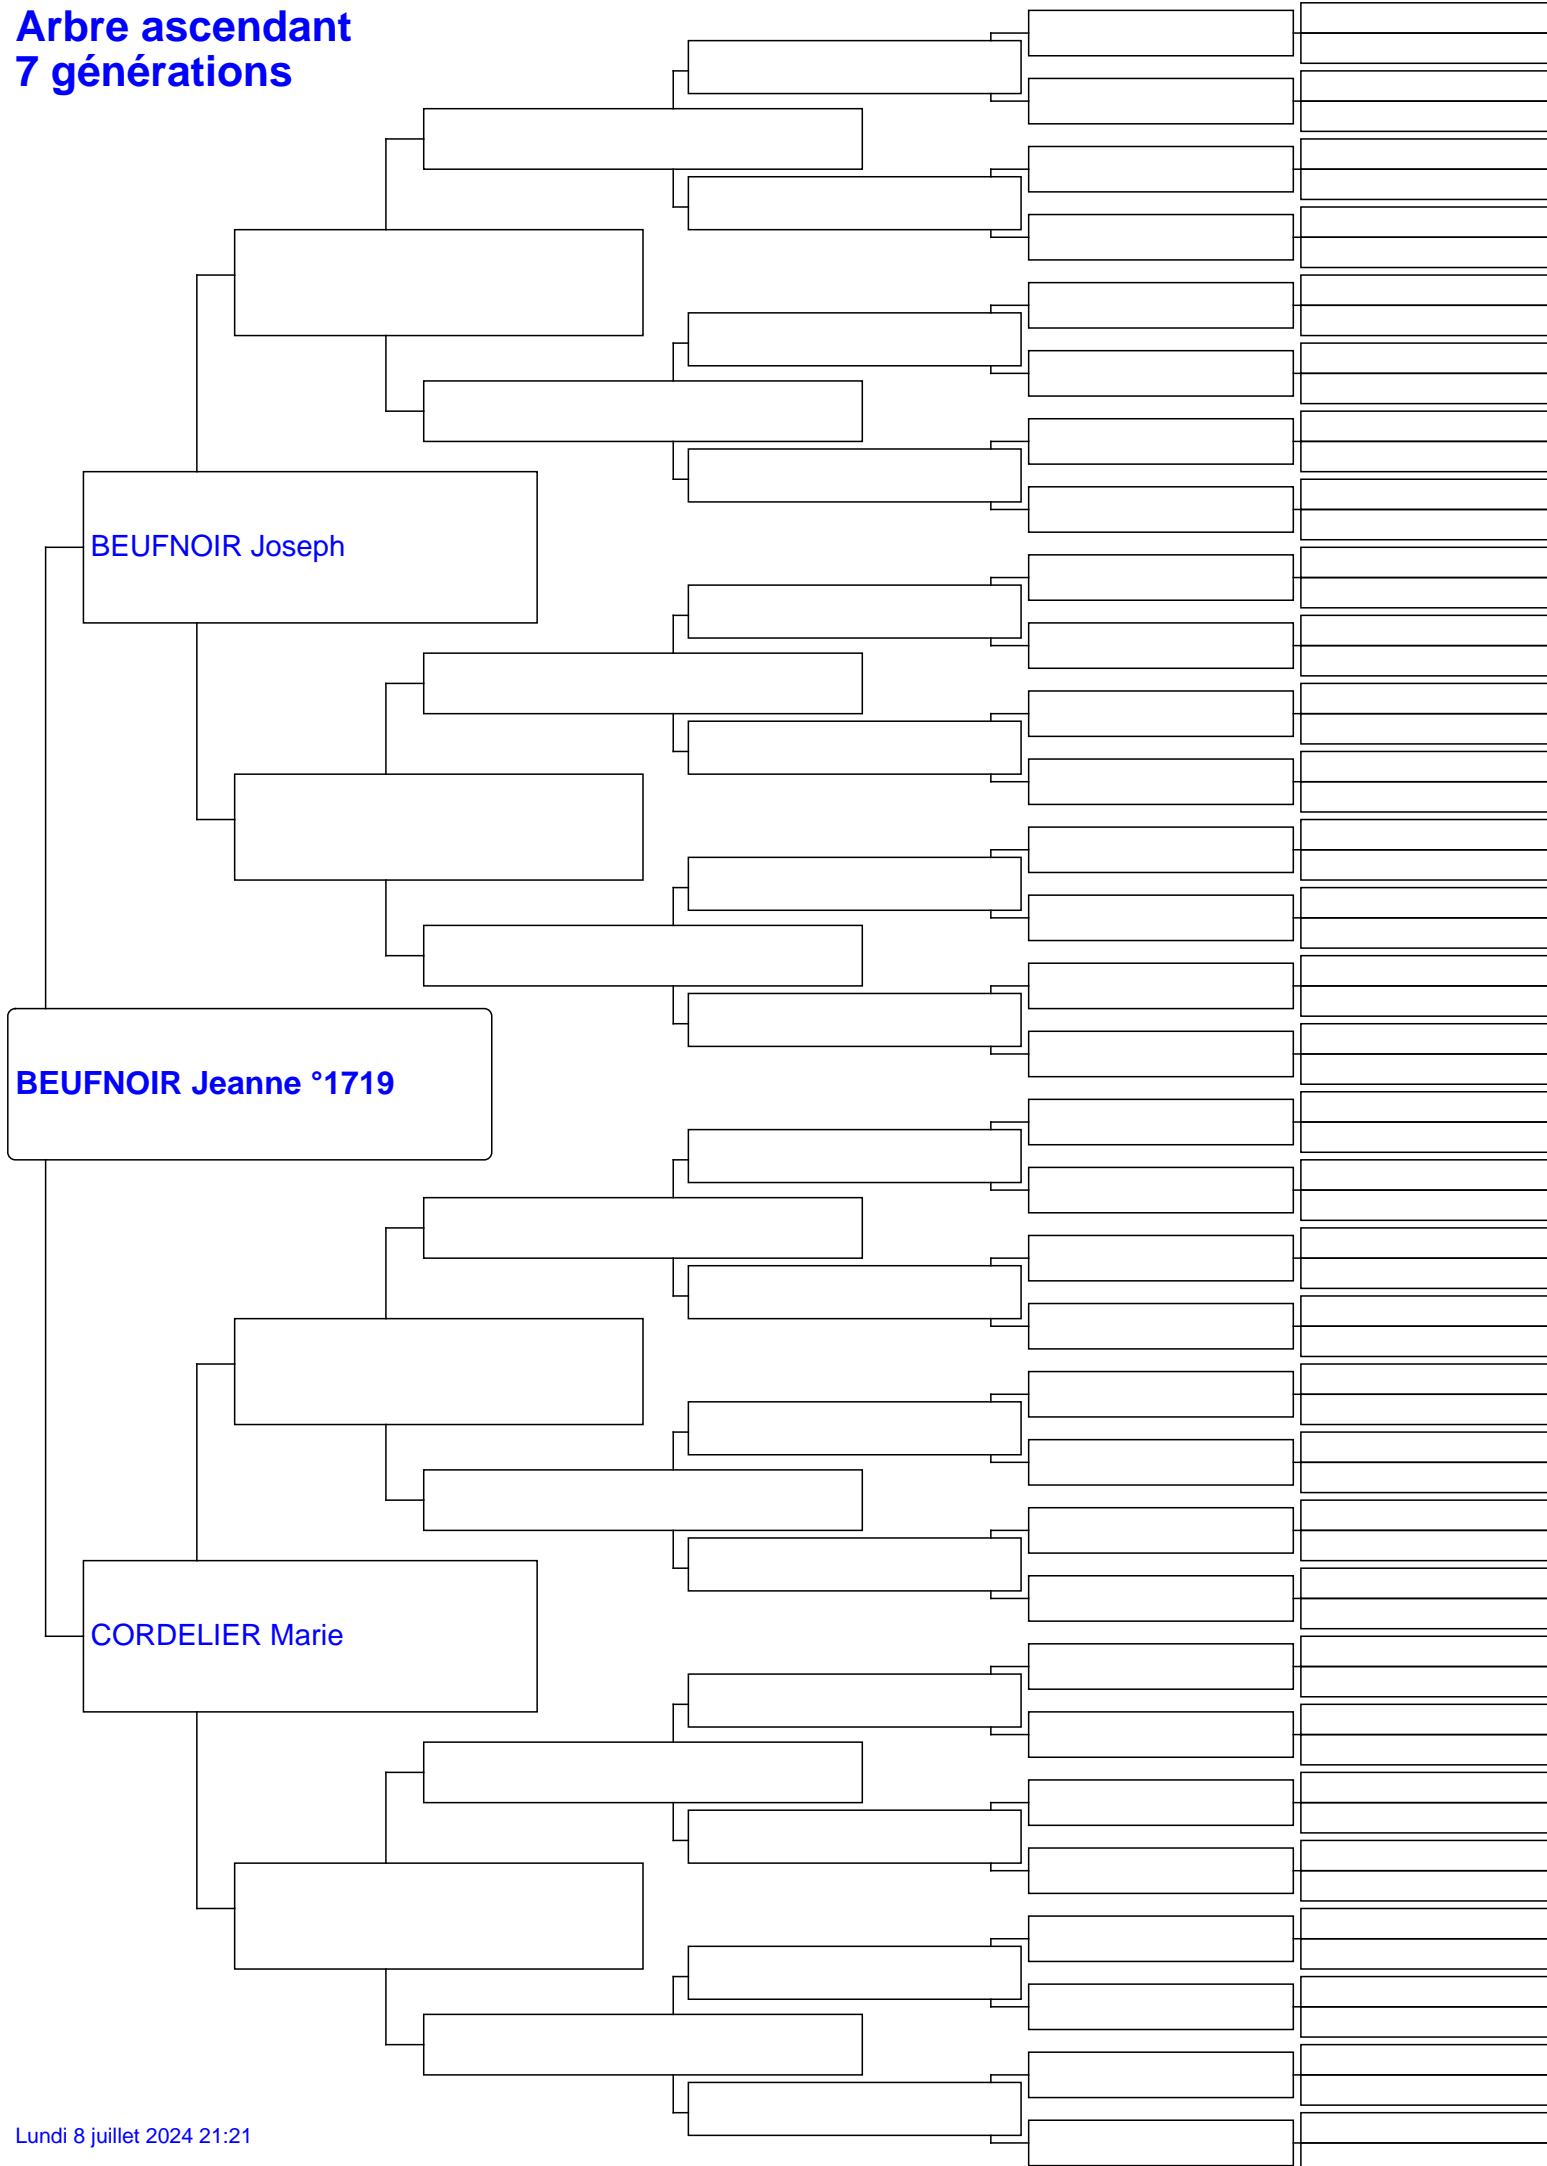 Arbre ascendant
7 générations
BEUFNOIR Joseph
BEUFNOIR Jeanne °1719
CORDELIER Marie
Lundi 8 juillet 2024 21:21